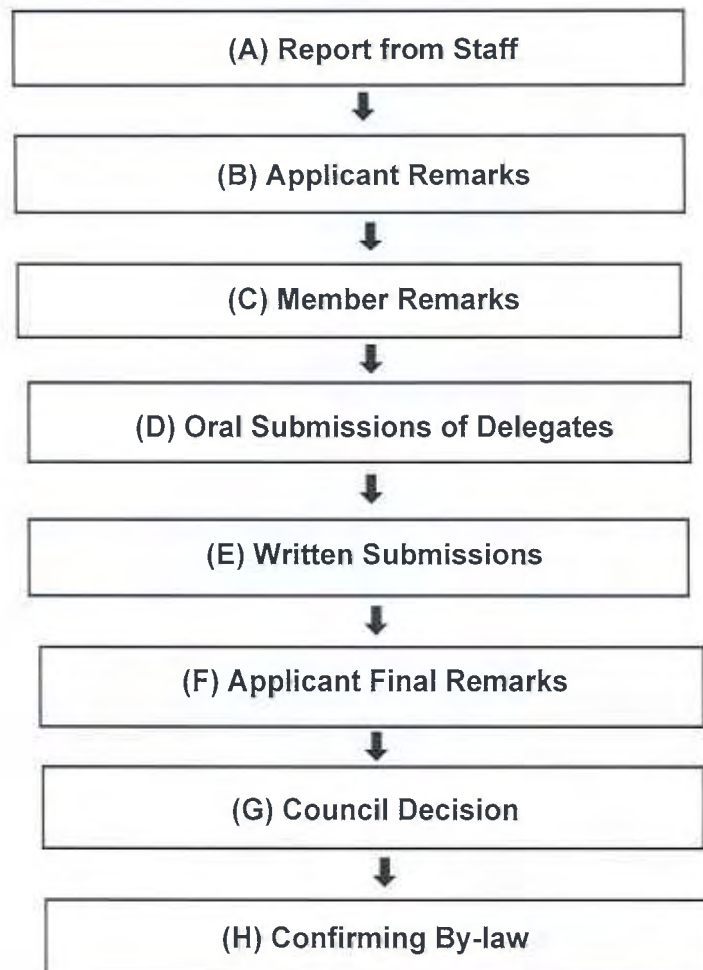 (A) Report from Staff
(B) Applicant Remarks
(C) Member Remarks
(D) Oral Submissions of Delegates
(E) Written Submissions
(F) Applicant Final Remarks
(G) Council Decision
(H) Confirming By-law